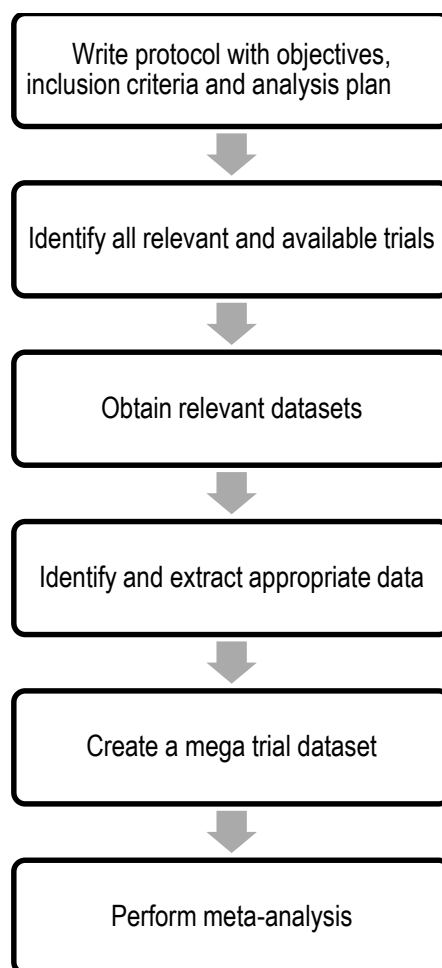 Write protocol with objectives,
inclusion criteria and analysis plan
Identify all relevant and available trials
Obtain relevant datasets
Identify and extract appropriate data
Create a mega trial dataset
Perform meta-analysis